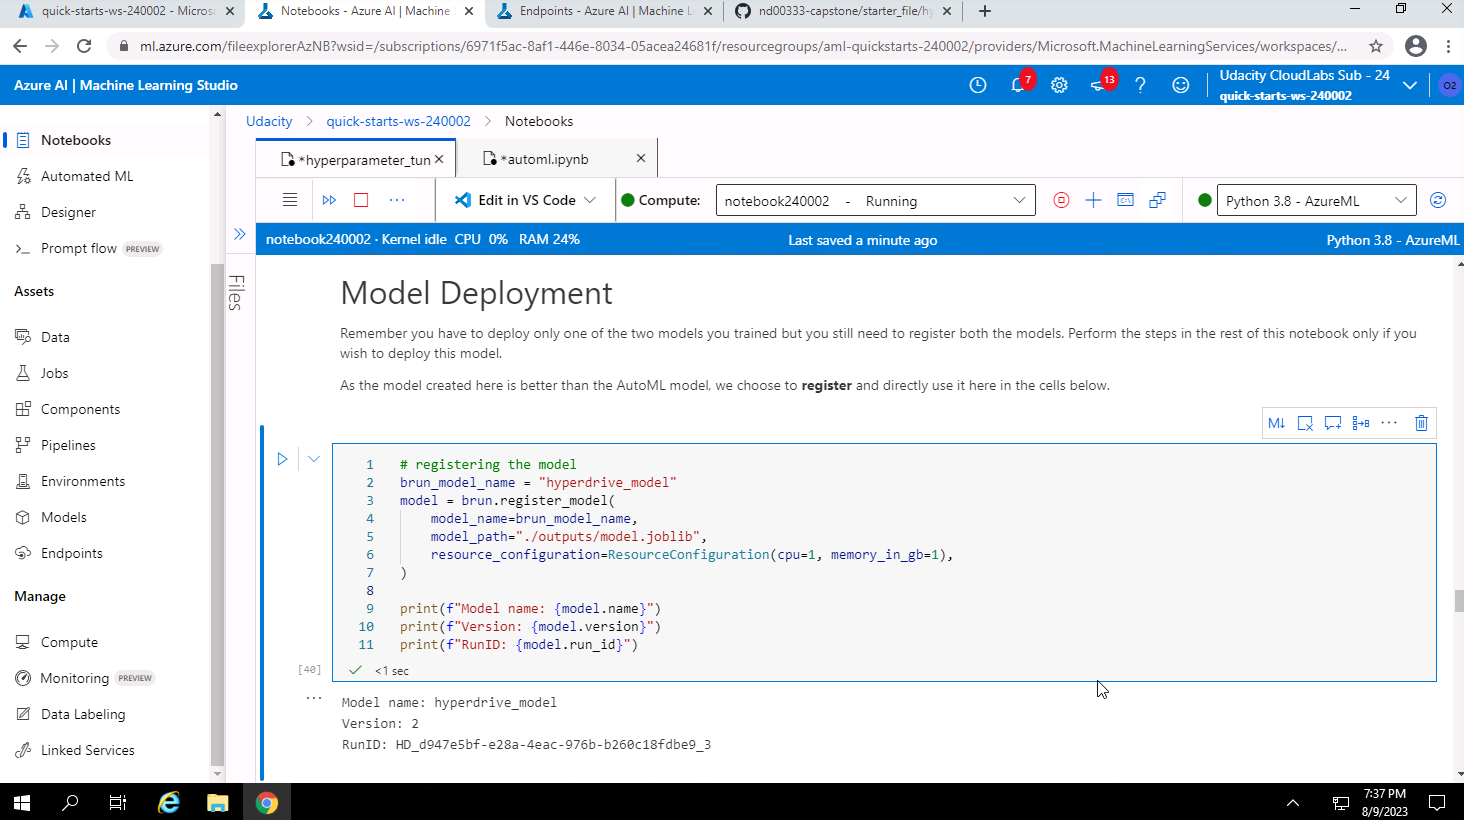 quick-starts-ws-240002 - Micros
Notebooks - Azure AI | Machine
Endpoints - Azure AI | Machine L
nd00333-capstone/starter_file/hy
ml.azure.com/fileexplorerAzNB?wsid=/subscriptions/6971f5ac-8af1-446e-8034-05acea24681f/resourcegroups/aml-quickstarts-240002/providers/Microsoft.MachineLearningServices/workspaces/...
Azure AI | Machine Learning Studio
7
13
?
Udacity CloudLabs Sub - 24
quick-starts-ws-240002
O2
Notebooks
Automated ML
Designer
Prompt flow PREVIEW
Assets
Data
Jobs
Components
Pipelines
Environments
Models
Endpoints
Manage
Compute
Monitoring PREVIEW
Data Labeling
Linked Services
Udacity > quick-starts-ws-240002 > Notebooks
*hyperparameter_tun
*automl.ipynb
Edit in VS Code
Compute:
notebook240002 - Running
Python 3.8 - AzureML
notebook240002 · Kernel idle CPU 0% RAM 24%
Last saved a minute ago
Python 3.8 - AzureML
Files
Model Deployment
Remember you have to deploy only one of the two models you trained but you still need to register both the models. Perform the steps in the rest of this notebook only if you
wish to deploy this model.
As the model created here is better than the AutoML model, we choose to register and directly use it here in the cells below.
M↓
1 # registering the model
2 brun_model_name = "hyperdrive_model"
3 model = brun.register_model(
4     model_name=brun_model_name,
5     model_path="./outputs/model.joblib",
6     resource_configuration=ResourceConfiguration(cpu=1, memory_in_gb=1),
7 )
8
9 print(f"Model name: {model.name}")
10 print(f"Version: {model.version}")
11 print(f"RunID: {model.run_id}")
[40]
<1 sec
Model name: hyperdrive_model
Version: 2
RunID: HD_d947e5bf-e28a-4eac-976b-b260c18fdbe9_3
7:37 PM
8/9/2023